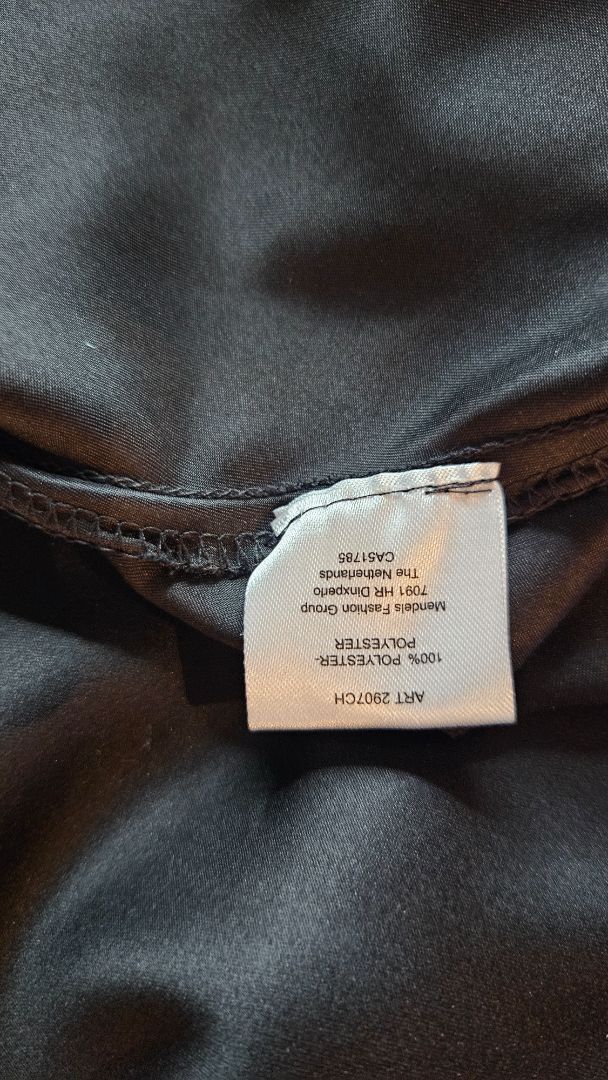 ART 2907CH
100% POLYESTER-
POLYESTER
Mendels Fashion Group
7091 HR Dinxperlo
The Netherlands
CA51785